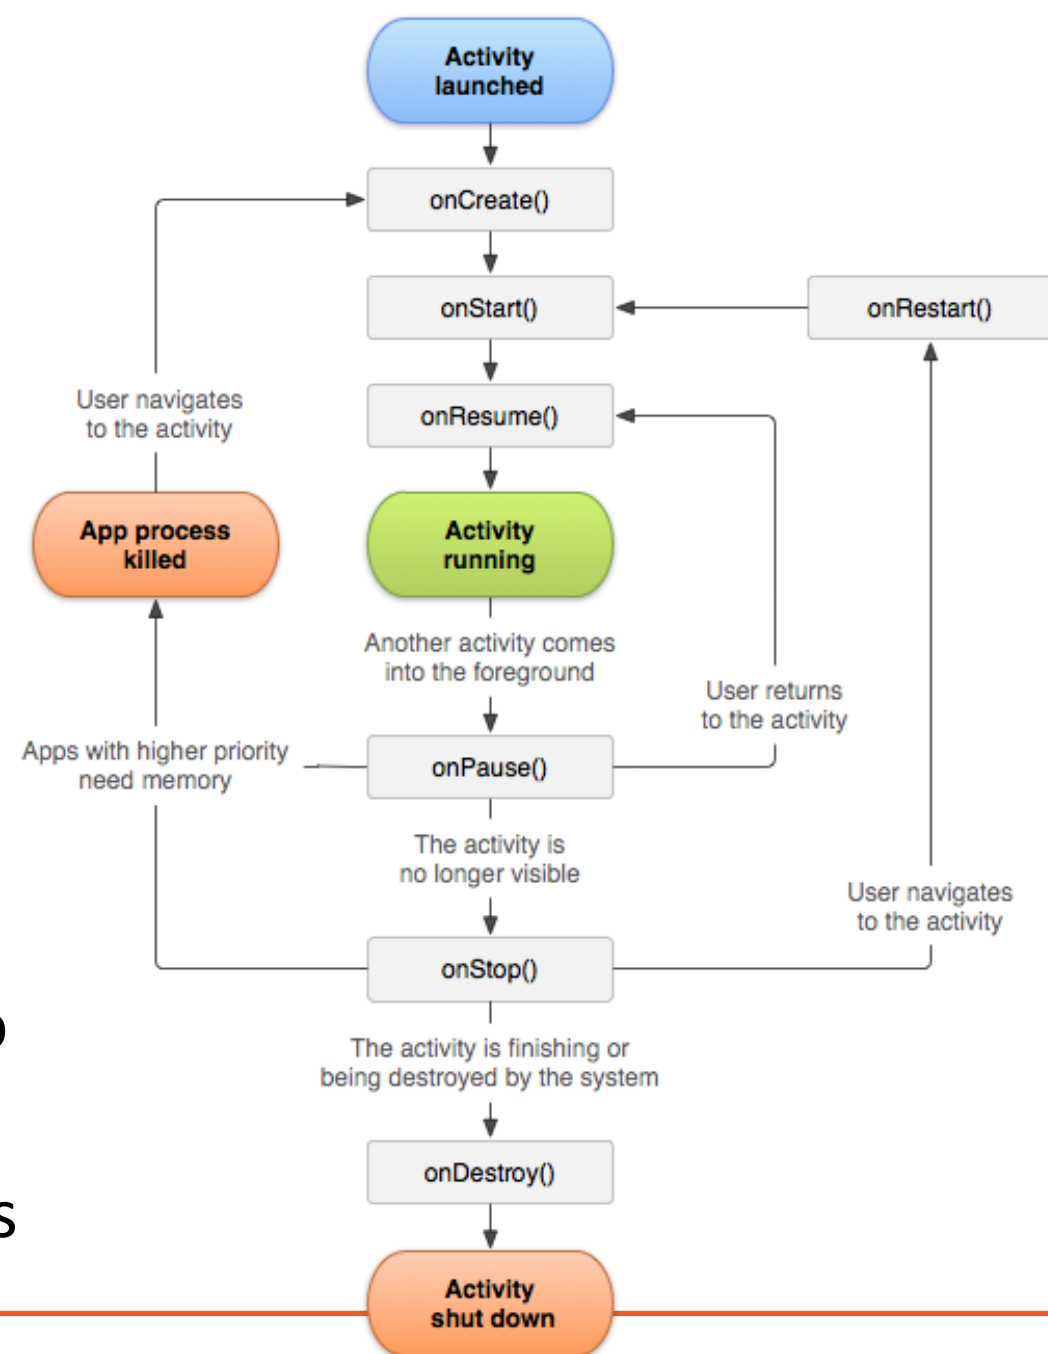 Activity
launched
onCreate()
onStart()
onRestart()
User navigates
to the activity
onResume()
App process
killed
Activity
running
Another activity comes
into the foreground
User returns
to the activity
Apps with higher priority
need memory
onPause()
The activity is
no longer visible
User navigates
to the activity
onStop()
o
The activity is finishing or
being destroyed by the system
onDestroy()
s
Activity
shut down